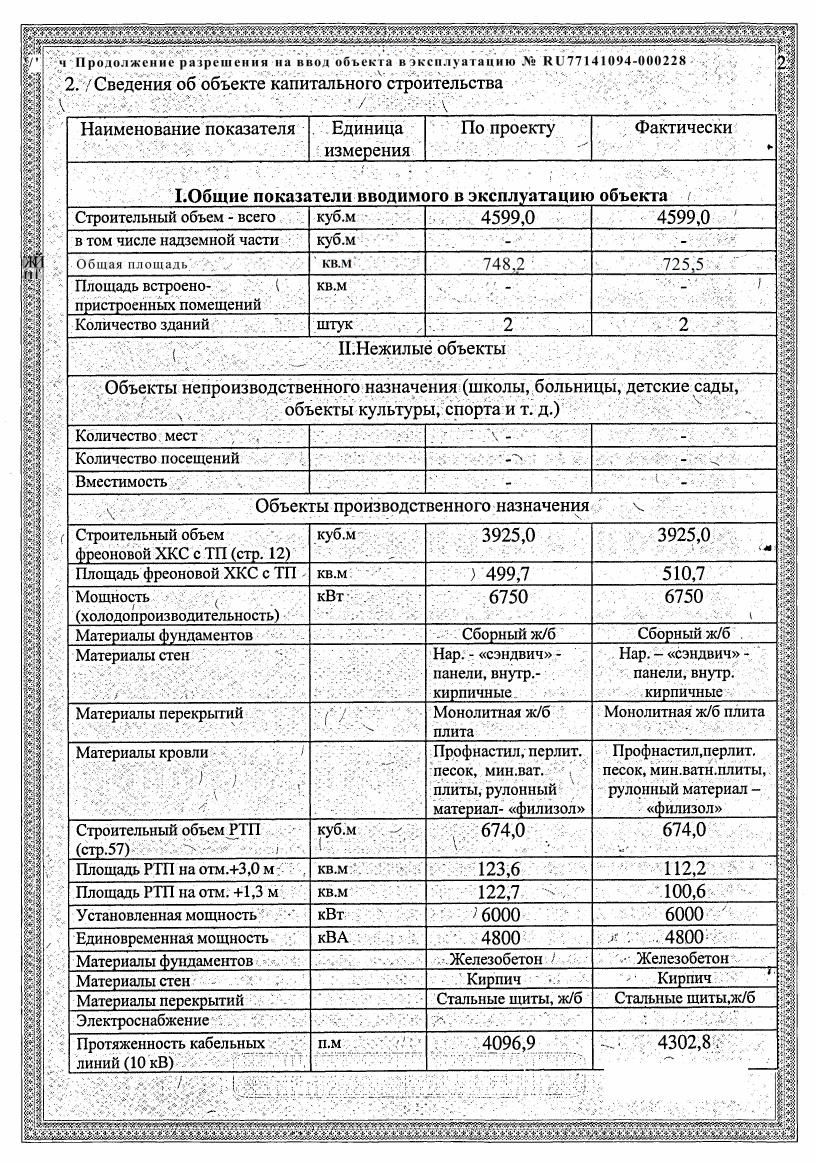 Продолжение разрешения на ввод объекта в эксплуатацию № RU77141094-000228
2
2. Сведения об объекте капитального строительства
Наименование показателя Единица измерения По проекту Фактически
I.Общие показатели вводимого в эксплуатацию объекта
Строительный объем - всего куб.м 4599,0 4599,0
в том числе надземной части куб.м - -
Общая площадь кв.м 748,2 725,5
Площадь встроено-
пристроенных помещений кв.м - -
Количество зданий штук 2 2
II.Нежилые объекты
Объекты непроизводственного назначения (школы, больницы, детские сады,
объекты культуры, спорта и т. д.)
Количество мест - -
Количество посещений - -
Вместимость - -
Объекты производственного назначения
Строительный объем куб.м 3925,0 3925,0
фреоновой ХКС с ТП (стр. 12)
Площадь фреоновой ХКС с ТП кв.м 499,7 510,7
Мощность кВт 6750 6750
(холодопроизводительность)
Материалы фундаментов Сборный ж/б Сборный ж/б
Материалы стен Нар. - «сэндвич» - Нар. – «сэндвич» -
панели, внутр.- панели, внутр.
кирпичные кирпичные
Материалы перекрытий Монолитная ж/б Монолитная ж/б плита
плита
Материалы кровли Профнастил, перлит. Профнастил,перлит.
песок, мин.ват. песок, мин.ватн.плиты,
плиты, рулонный рулонный материал –
материал- «филизол» «филизол»
Строительный объем РТП куб.м 674,0 674,0
(стр.57)
Площадь РТП на отм.+3,0 м кв.м 123,6 112,2
Площадь РТП на отм. +1,3 м кв.м 122,7 100,6
Установленная мощность кВт 6000 6000
Единовременная мощность кВА 4800 4800
Материалы фундаментов Железобетон Железобетон
Материалы стен Кирпич Кирпич
Материалы перекрытий Стальные щиты, ж/б Стальные щиты,ж/б
Электроснабжение
Протяженность кабельных п.м 4096,9 4302,8
линий (10 кВ)